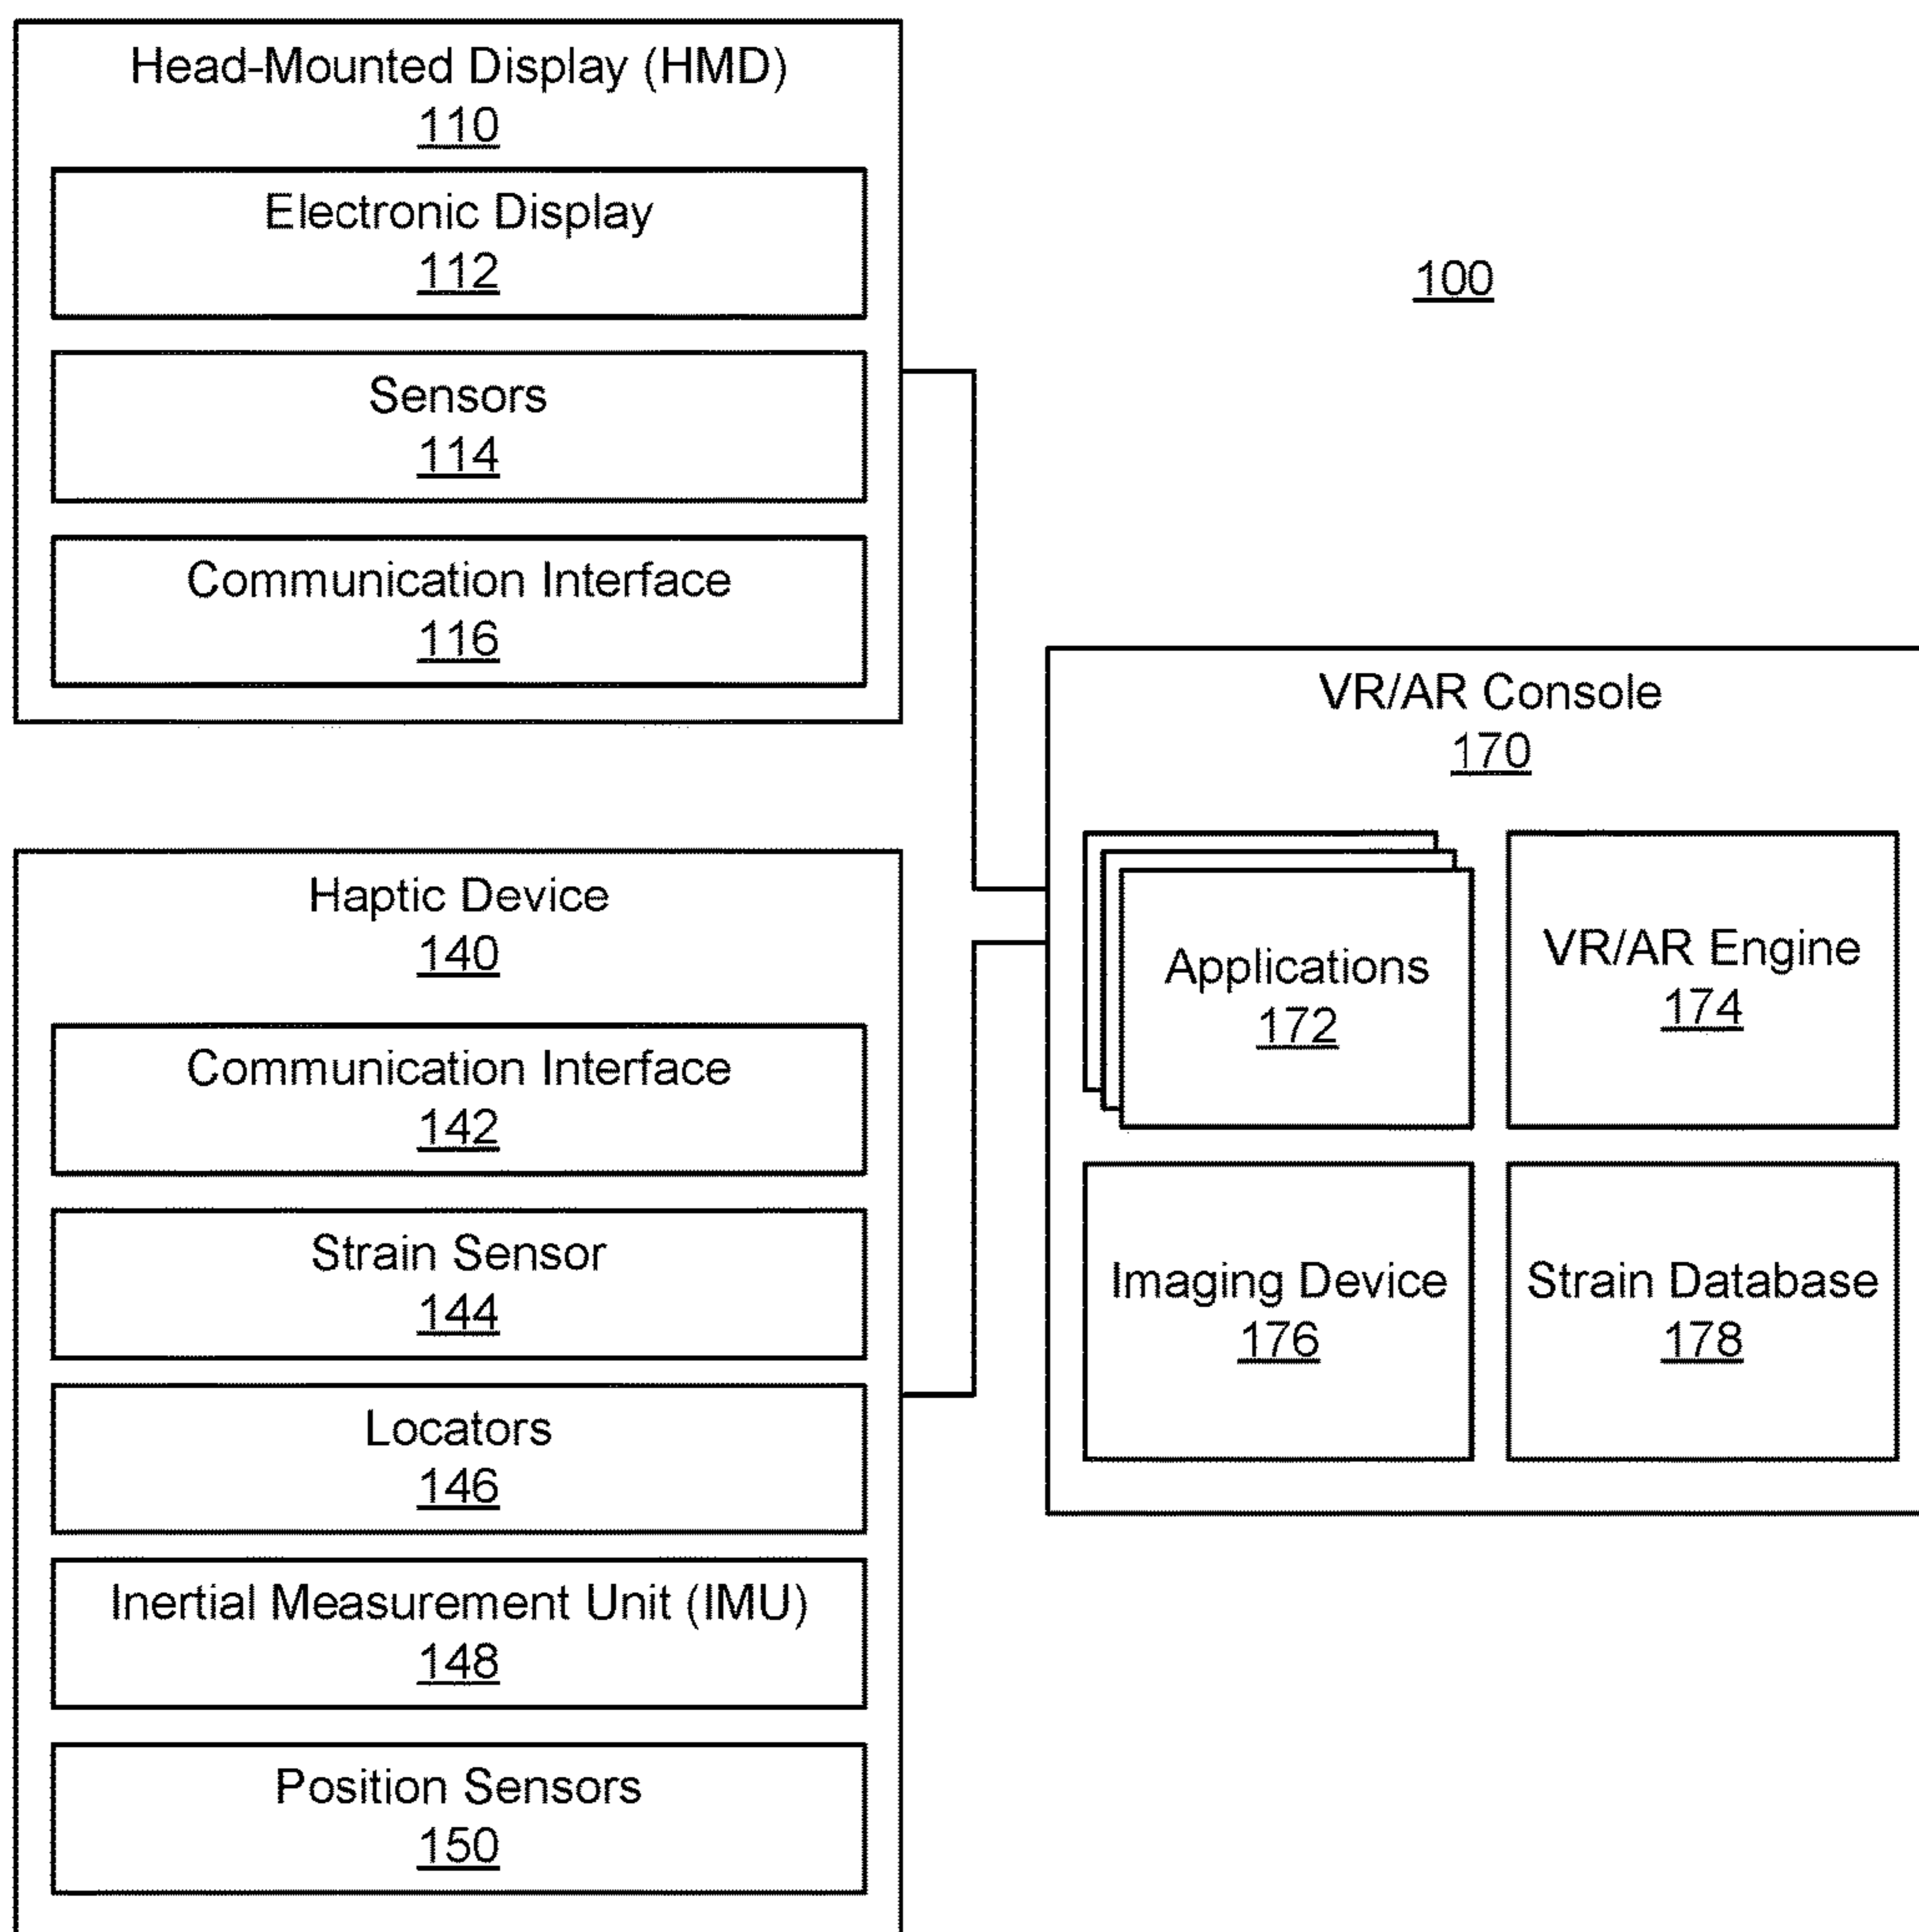 Head-Mounted Display (HMD)
110
Electronic Display
112
Sensors
114
Communication Interface
116
100
Haptic Device
140
Communication Interface
142
Strain Sensor
144
Locators
146
Inertial Measurement Unit (IMU)
148
Position Sensors
150
VR/AR Console
170
Applications
172
VR/AR Engine
174
Imaging Device
176
Strain Database
178